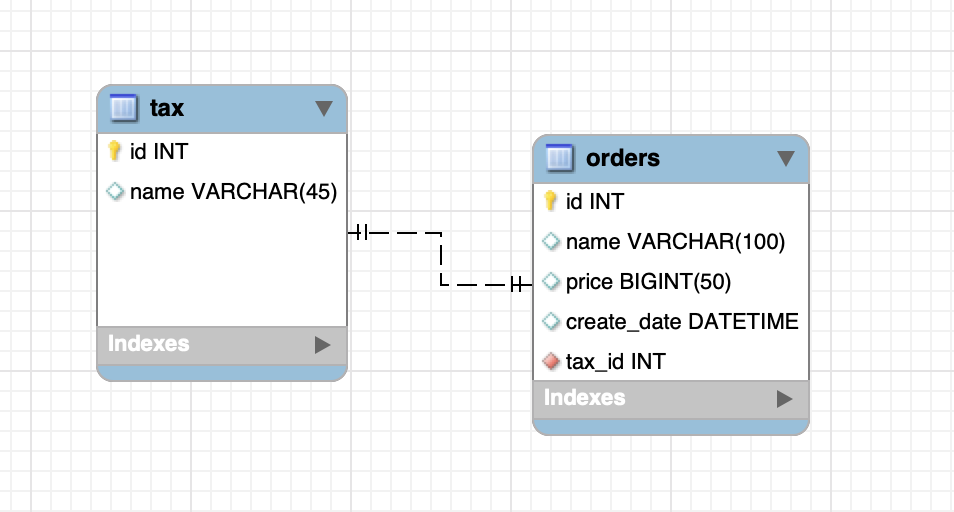 tax
id INT
name VARCHAR(45)
Indexes
orders
id INT
name VARCHAR(100)
price BIGINT(50)
create_date DATETIME
tax_id INT
Indexes